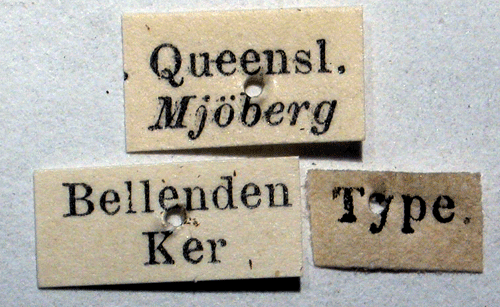 Queensl.
Mjöberg
Bellenden
Ker
Type.